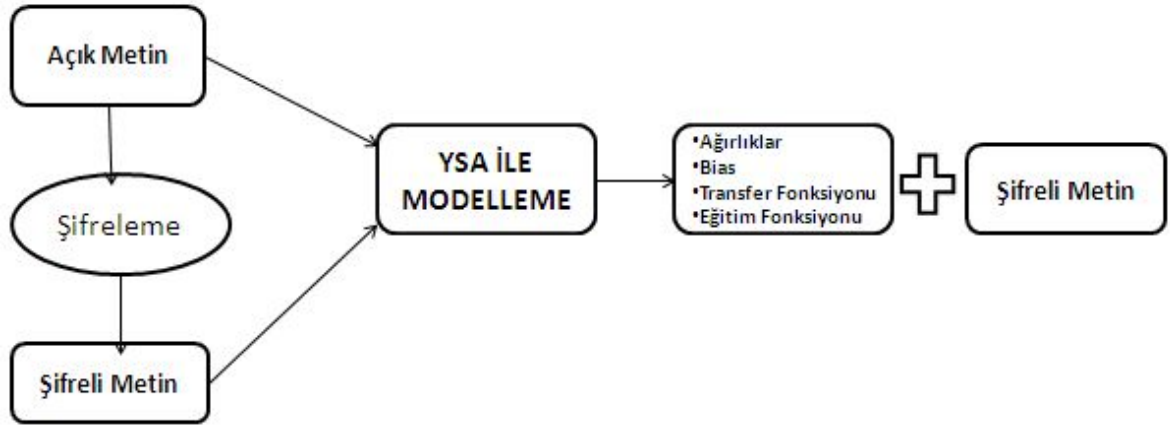 Açık Metin
Şifreleme
Şifreli Metin
YSA İLE
MODELLEME
•Ağırlıklar
•Bias
•Transfer Fonksiyonu
•Eğitim Fonksiyonu
Şifreli Metin